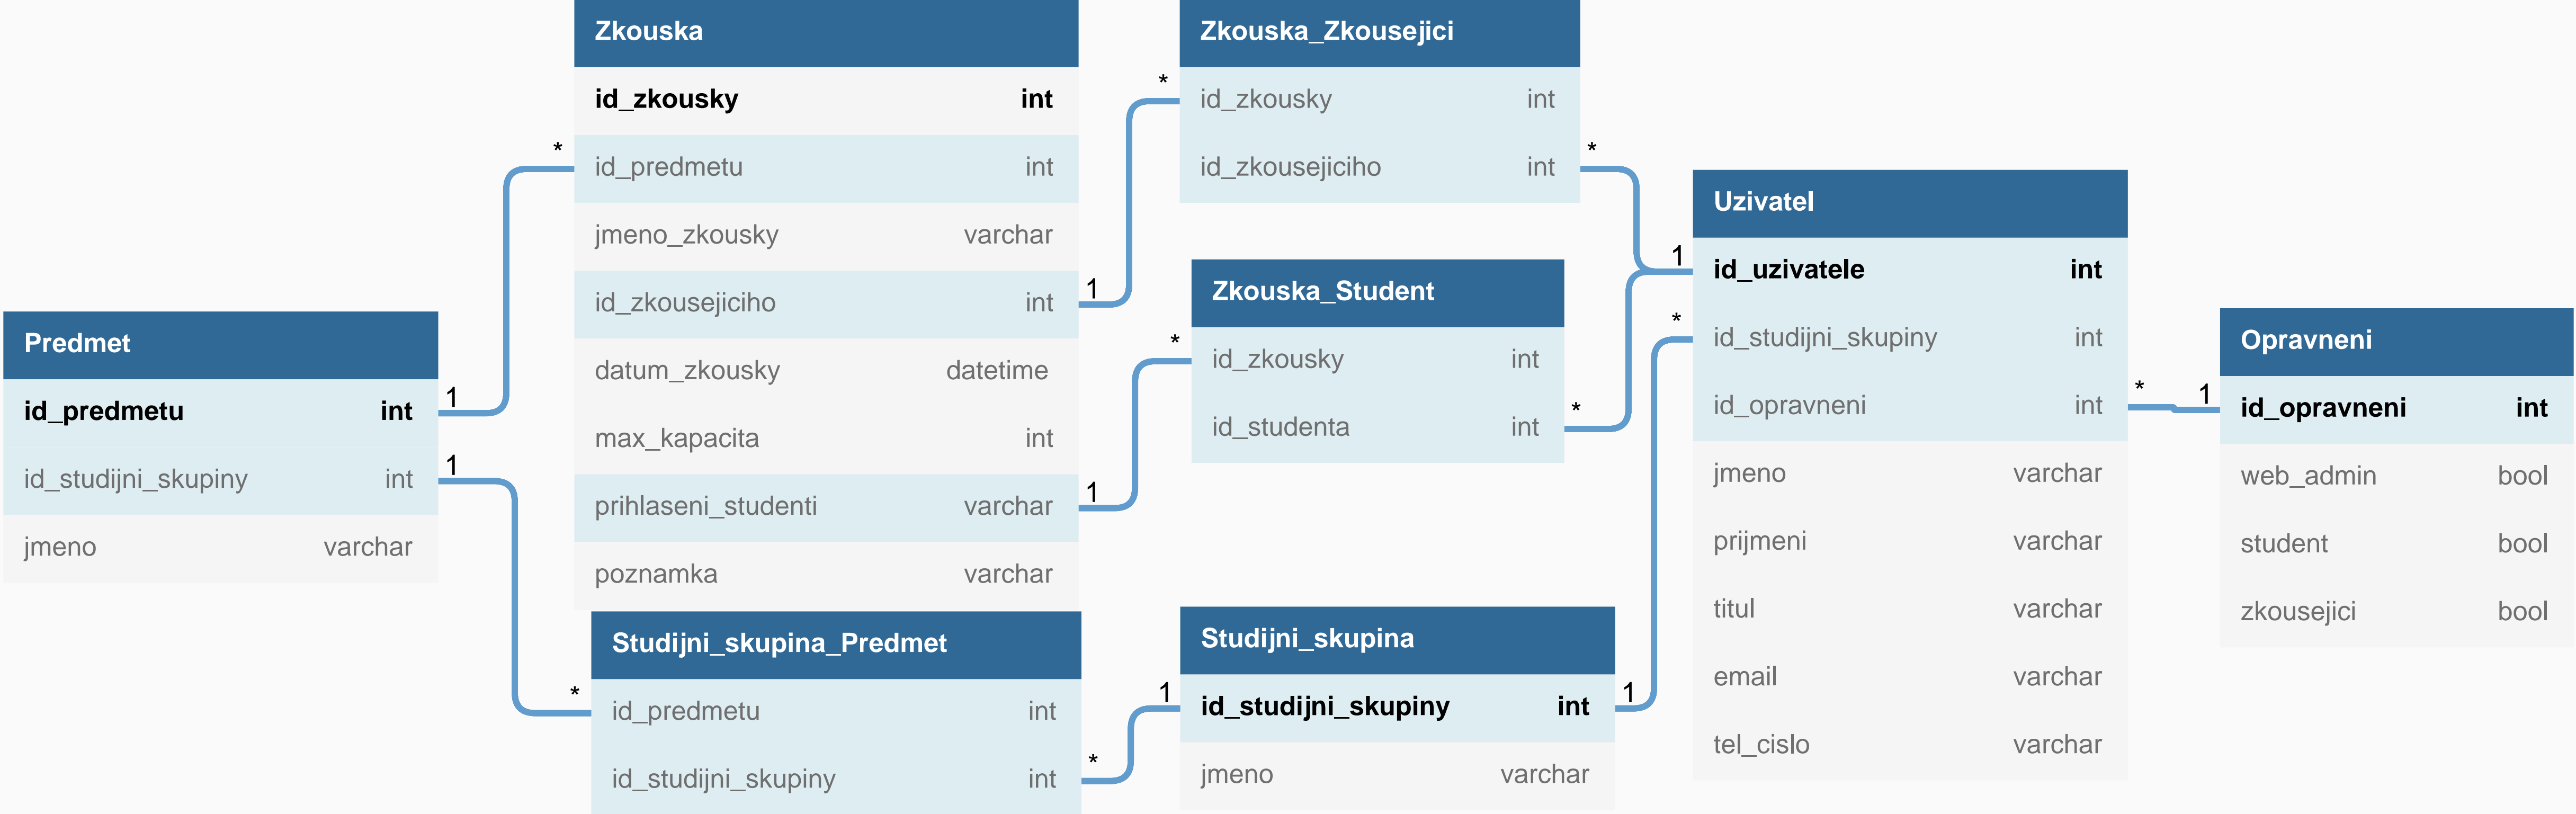 Zkouska
id_zkousky int
id_predmetu int
jmeno_zkousky varchar
id_zkousejiciho int
datum_zkousky datetime
max_kapacita int
prihlaseni_studenti varchar
poznamka varchar
Zkouska_Zkousejici
id_zkousky int
id_zkousejiciho int
Zkouska_Student
id_zkousky int
id_studenta int
Uzivatel
id_uzivatele int
id_studijni_skupiny int
id_opravneni int
jmeno varchar
prijmeni varchar
titul varchar
email varchar
tel_cislo varchar
Opravneni
id_opravneni int
web_admin bool
student bool
zkousejici bool
Predmet
id_predmetu int
id_studijni_skupiny int
jmeno varchar
Studijni_skupina_Predmet
id_predmetu int
id_studijni_skupiny int
Studijni_skupina
id_studijni_skupiny int
jmeno varchar
1
*
1
*
1
*
1
*
*
1
*
1
*
1
*
*
1